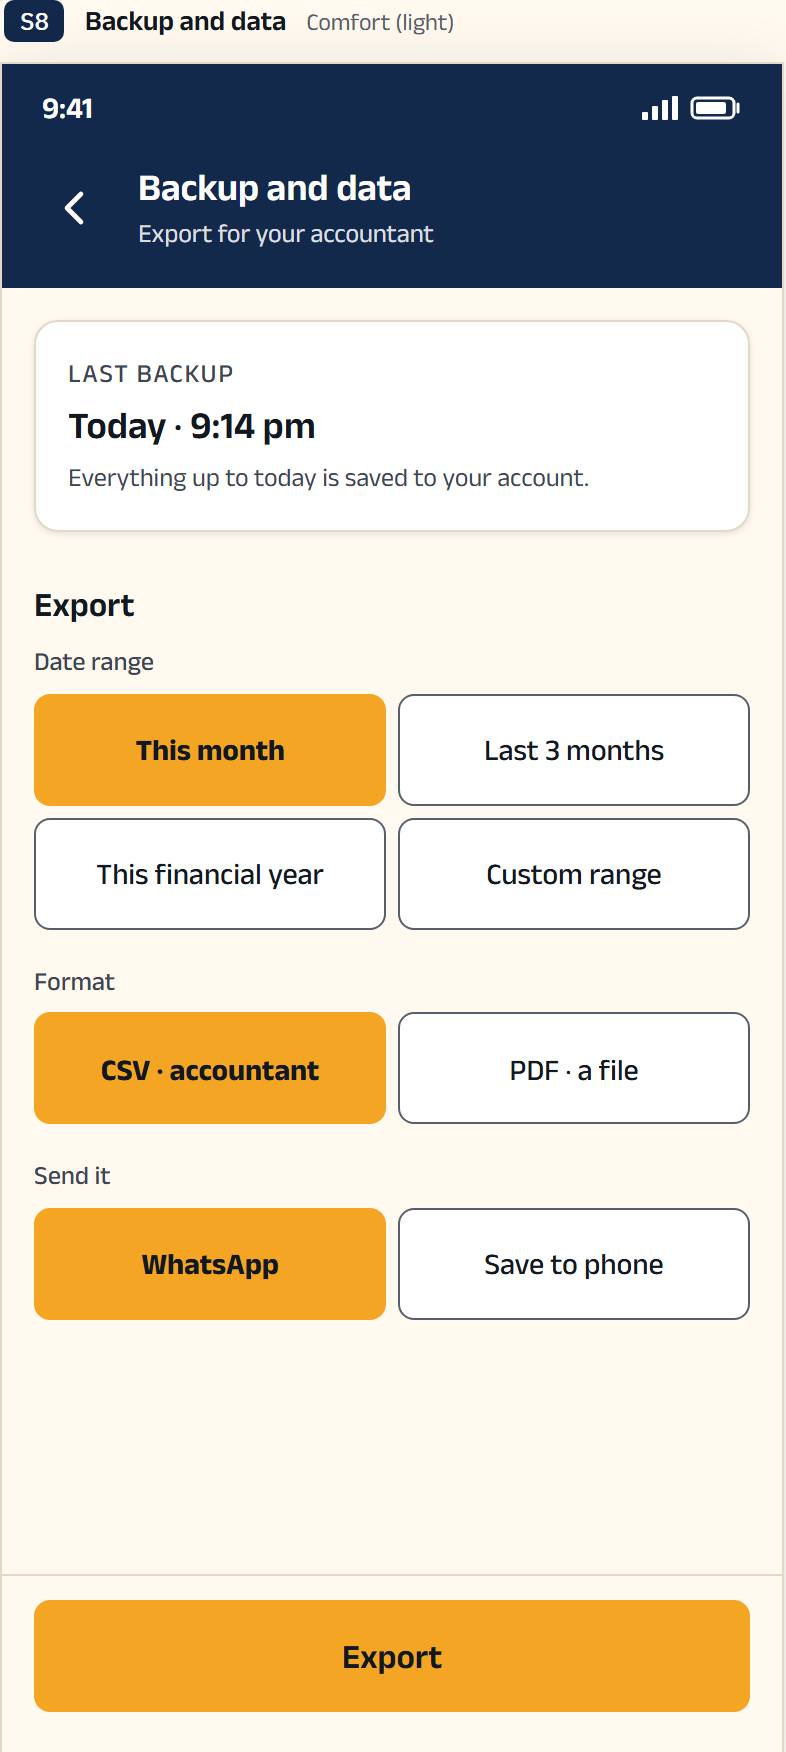 S8 Backup and data Comfort (light)
9:41
Backup and data
Export for your accountant
LAST BACKUP
Today · 9:14 pm
Everything up to today is saved to your account.
Export
Date range
This month Last 3 months
This financial year Custom range
Format
CSV · accountant PDF · a file
Send it
WhatsApp Save to phone
Export